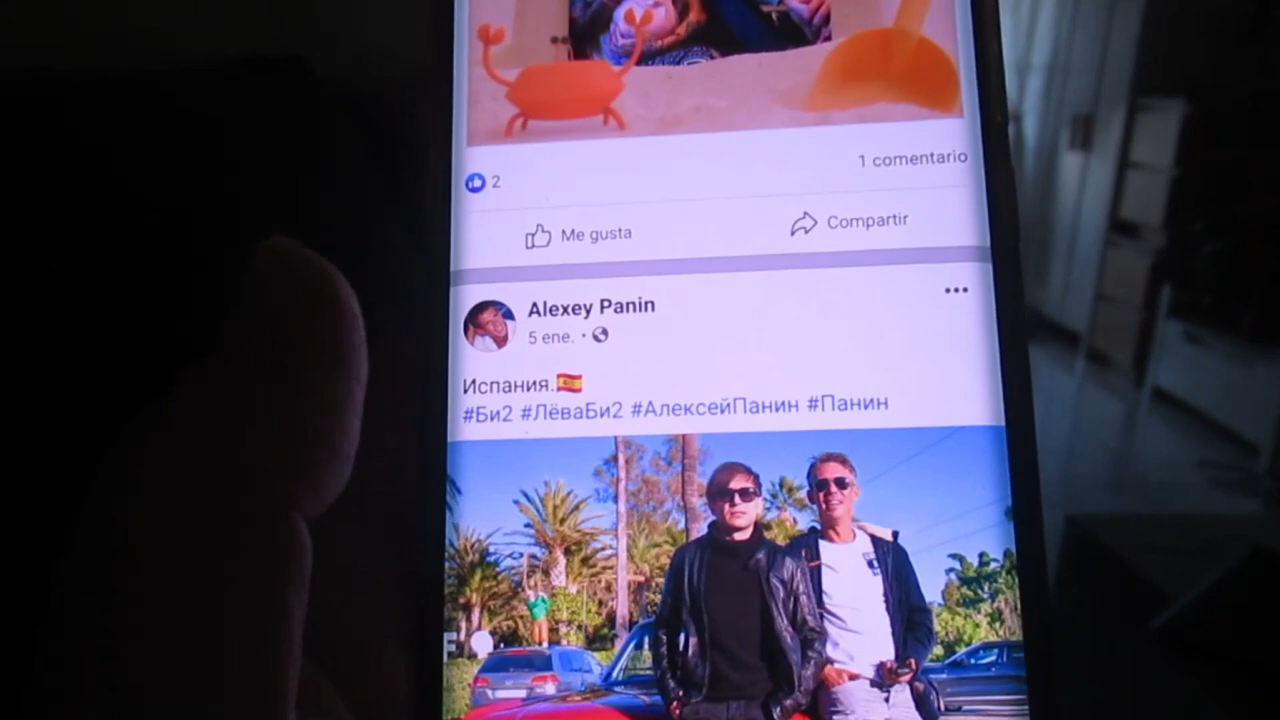 1 comentario
2
Me gusta
Compartir
Alexey Panin
5 ene. ·
Испания.🇪🇸
#Би2 #ЛёваБи2 #АлексейПанин #Панин